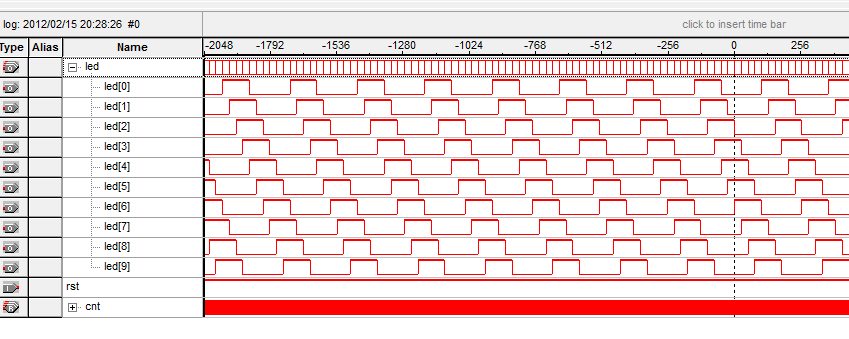 log: 2012/02/15 20:28:26 #0 click to insert time bar
Type Alias Name -2048 -1792 -1536 -1280 -1024 -768 -512 -256 0 256
led
led[0]
led[1]
led[2]
led[3]
led[4]
led[5]
led[6]
led[7]
led[8]
led[9]
rst
cnt